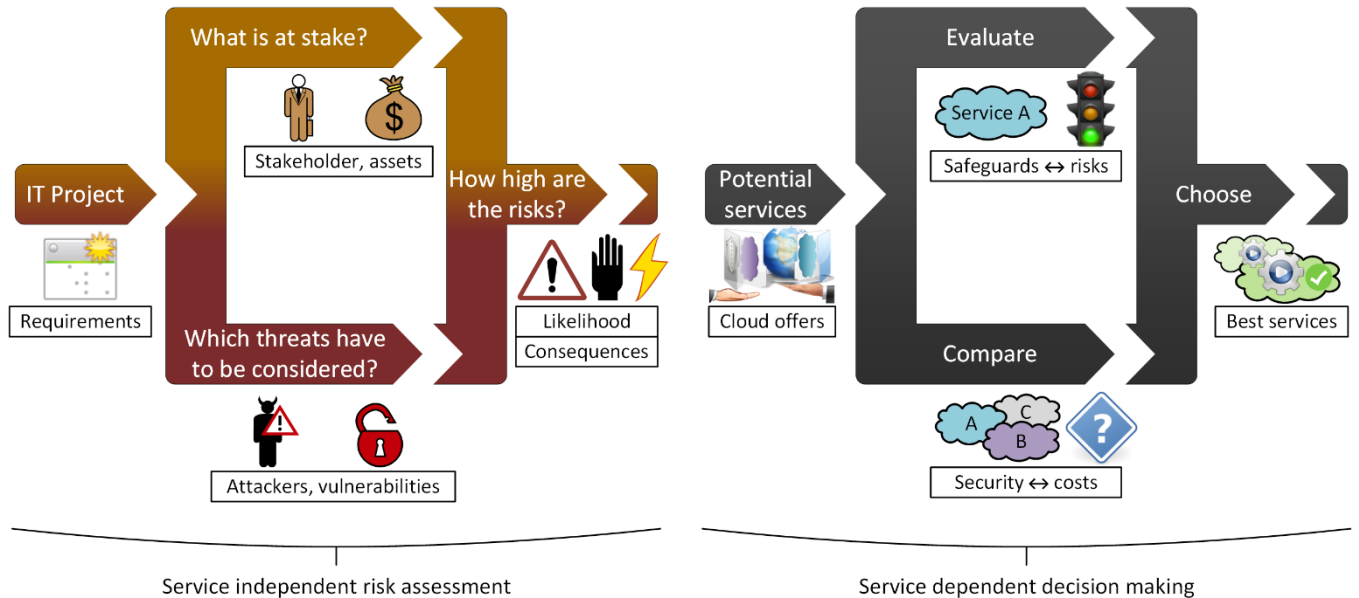 What is at stake?
$
Stakeholder, assets
IT Project
Requirements
How high are
the risks?
!
Likelihood
Consequences
Which threats have
to be considered?
!
Attackers, vulnerabilities
Service independent risk assessment
Potential
services
Cloud offers
Evaluate
Service A
Safeguards ↔ risks
Compare
A
C
B
?
Security ↔ costs
Choose
Best services
Service dependent decision making